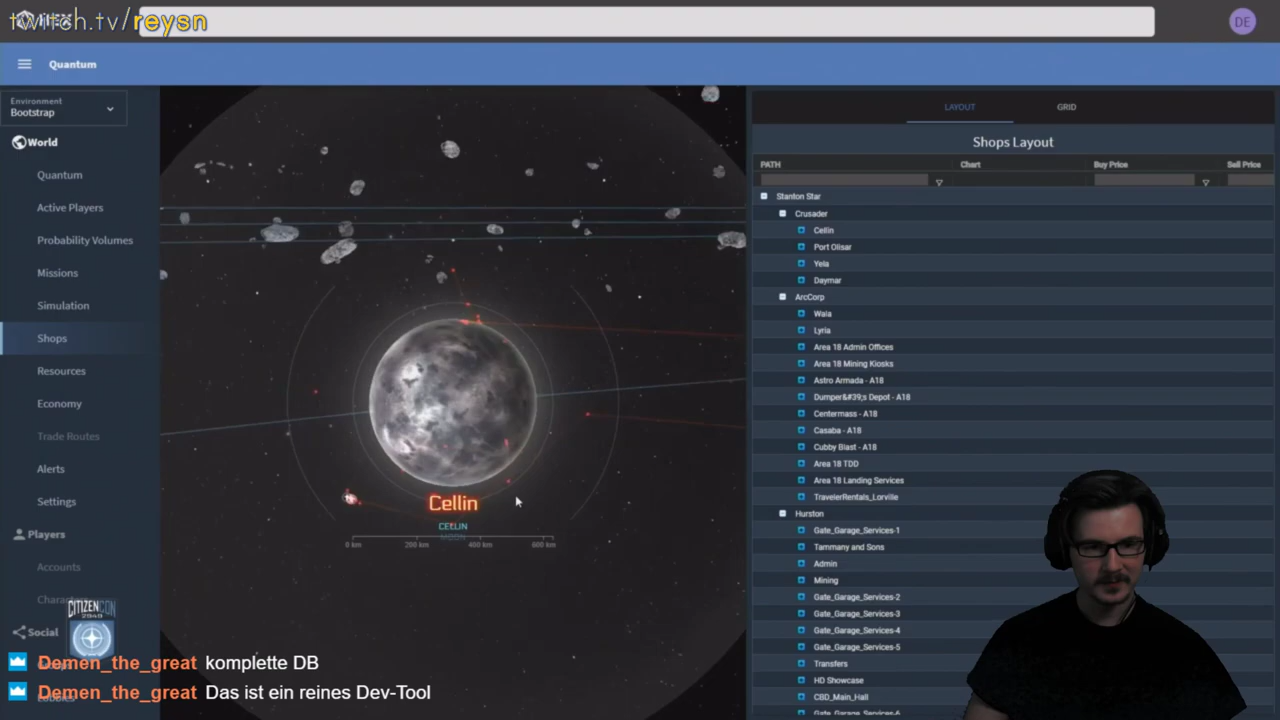 twitch.tv/reysn
DE
Quantum
Environment
Bootstrap
World
Quantum
Active Players
Probability Volumes
Missions
Simulation
Shops
Resources
Economy
Trade Routes
Alerts
Settings
Players
Accounts
Social
CITIZENCON
2949
Cellin
CELLIN
MOON
0 km
200 km
400 km
600 km
LAYOUT
GRID
Shops Layout
PATH
Chart
Buy Price
Sell Price
Stanton Star
Crusader
Cellin
Port Olisar
Yela
Daymar
ArcCorp
Wala
Lyria
Area 18 Admin Offices
Area 18 Mining Kiosks
Astro Armada - A18
Dumper&#39;s Depot - A18
Centermass - A18
Casaba - A18
Cubby Blast - A18
Area 18 TDD
Area 18 Landing Services
TravelerRentals_Lorville
Hurston
Gate_Garage_Services-1
Tammany and Sons
Admin
Mining
Gate_Garage_Services-2
Gate_Garage_Services-3
Gate_Garage_Services-4
Gate_Garage_Services-5
Transfers
HD Showcase
CBD_Main_Hall
Gate_Garage_Services-6
Demen_the_great komplette DB
Demen_the_great Das ist ein reines Dev-Tool